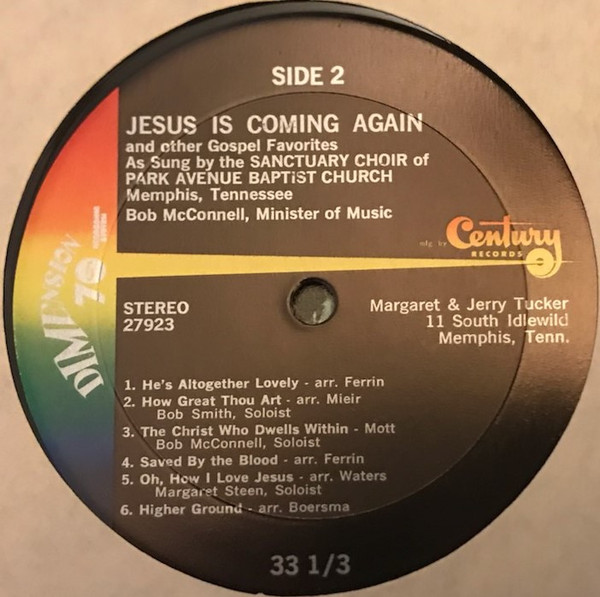 SIDE 2
JESUS IS COMING AGAIN
and other Gospel Favorites
As Sung by the SANCTUARY CHOIR of
PARK AVENUE BAPTIST CHURCH
Memphis, Tennessee
Bob McConnell, Minister of Music
mfg. by Century
RECORDS
DIMENSION
70
STEREO
27923
Margaret & Jerry Tucker
11 South Idlewild
Memphis, Tenn.
1. He's Altogether Lovely - arr. Ferrin
2. How Great Thou Art - arr. Mieir
Bob Smith, Soloist
3. The Christ Who Dwells Within - Mott
Bob McConnell, Soloist
4. Saved By the Blood - arr. Ferrin
5. Oh, How I Love Jesus - arr. Waters
Margaret Steen, Soloist
6. Higher Ground - arr. Boersma
33 1/3